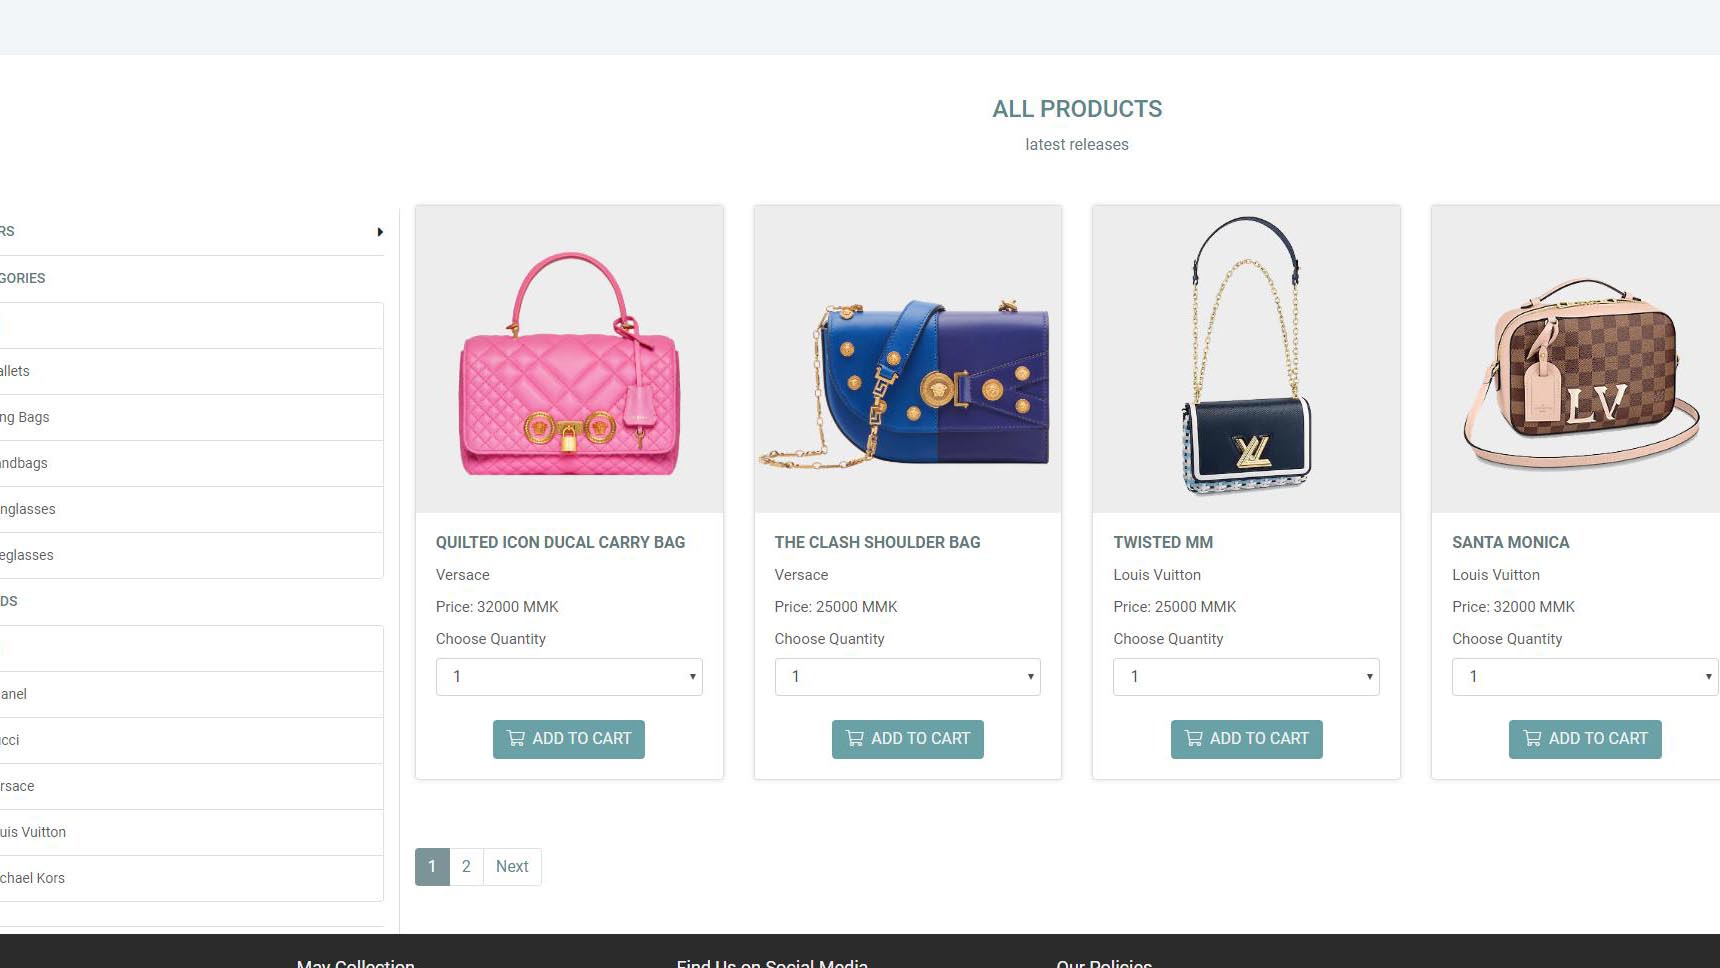 ALL PRODUCTS
latest releases
RS
GORIES
allets
ng Bags
ndbags
nglasses
eglasses
DS
anel
cci
rsace
uis Vuitton
chael Kors
LV
QUILTED ICON DUCAL CARRY BAG
Versace
Price: 32000 MMK
Choose Quantity
1
ADD TO CART
THE CLASH SHOULDER BAG
Versace
Price: 25000 MMK
Choose Quantity
1
ADD TO CART
TWISTED MM
Louis Vuitton
Price: 25000 MMK
Choose Quantity
1
ADD TO CART
SANTA MONICA
Louis Vuitton
Price: 32000 MMK
Choose Quantity
1
ADD TO CART
1 2 Next
May Collection Find Us on Social Media Our Policies